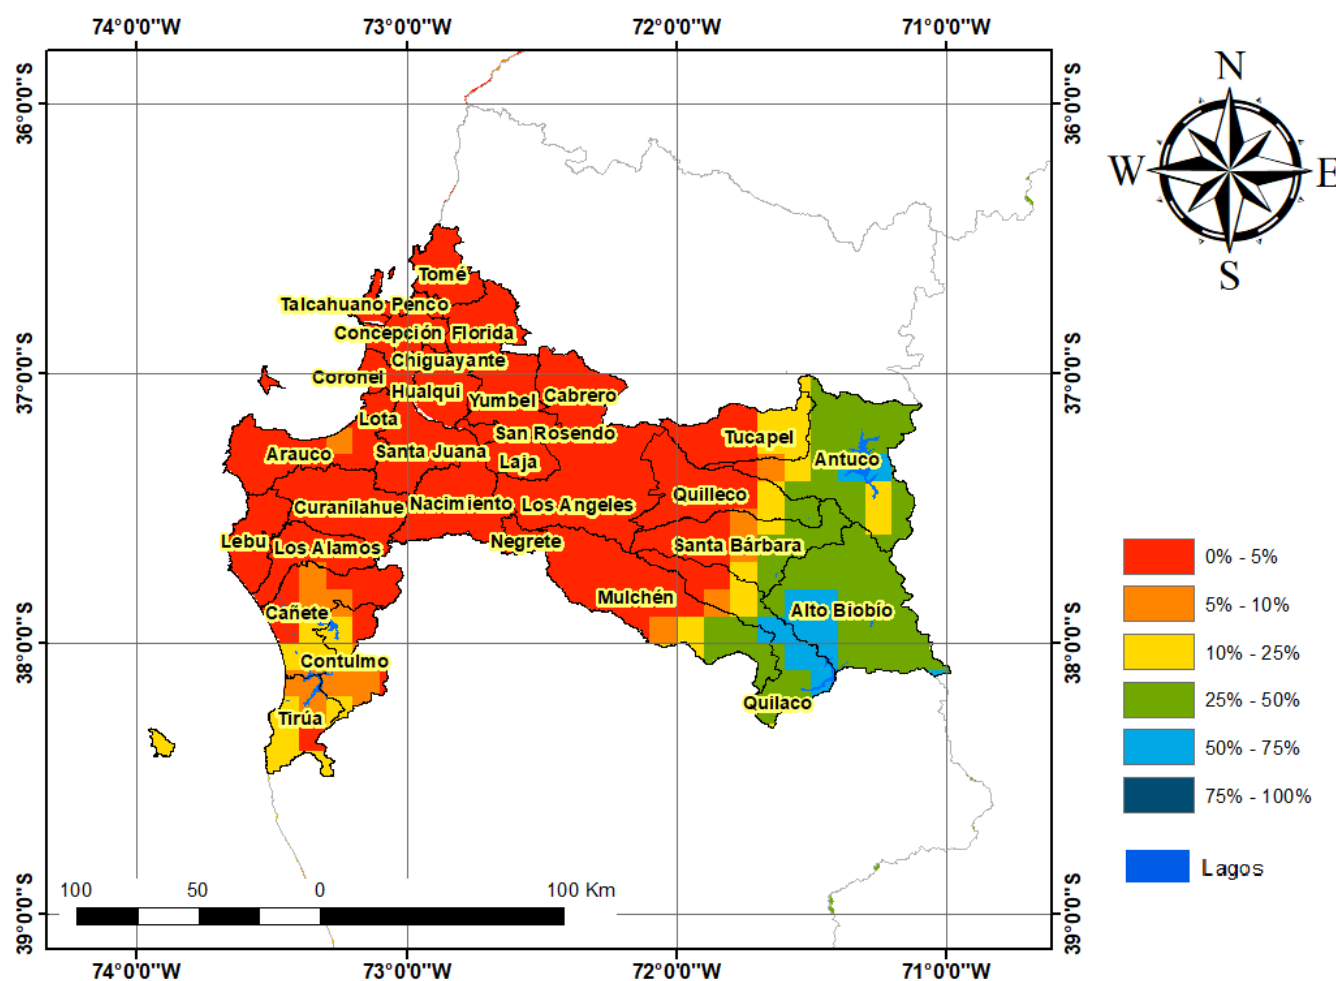 74°0'0"W 73°0'0"W 72°0'0"W 71°0'0"W
36°0'0"S
36°0'0"S
37°0'0"S
37°0'0"S
38°0'0"S
38°0'0"S
39°0'0"S
39°0'0"S
N
W
E
S
Tomé
Talcahuano
Penco
Concepción
Florida
Chiguayante
Coronel
Hualqui
Yumbel
Cabrero
Lota
San Rosendo
Tucapel
Arauco
Santa Juana
Laja
Antuco
Curanilahue
Nacimiento
Los Angeles
Quilleco
Lebu
Los Alamos
Negrete
Santa Bárbara
Cañete
Mulchén
Alto Biobío
Contulmo
Tirúa
Quilaco
0% - 5%
5% - 10%
10% - 25%
25% - 50%
50% - 75%
75% - 100%
Lagos
100 50 0 100 Km
74°0'0"W 73°0'0"W 72°0'0"W 71°0'0"W